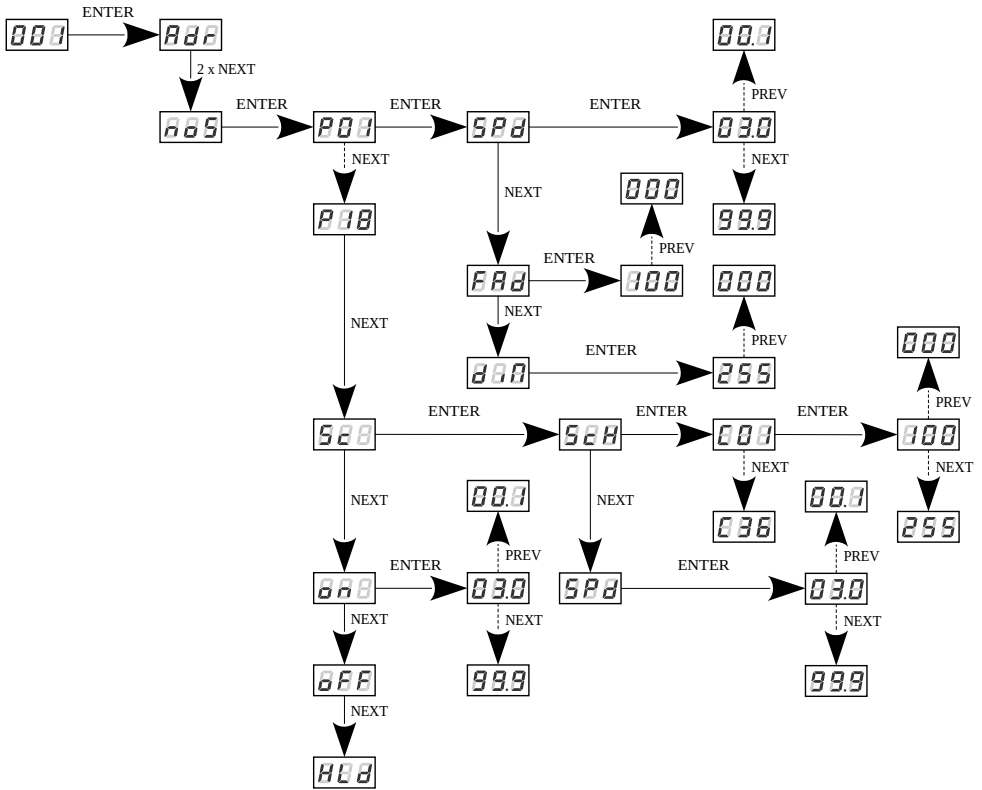 ENTER
001
Adr
00.1
2 x NEXT
PREV
ENTER
ENTER
ENTER
noS
P01
SPd
03.0
NEXT
NEXT
000
NEXT
P18
99.9
PREV
ENTER
FAd
100
000
NEXT
NEXT
PREV
ENTER
000
din
255
PREV
ENTER
ENTER
ENTER
Sc
ScH
C01
100
NEXT
NEXT
NEXT
00.1
NEXT
00.1
C36
255
PREV
PREV
ENTER
ENTER
on
03.0
SPd
03.0
NEXT
NEXT
NEXT
oFF
99.9
99.9
NEXT
HLd